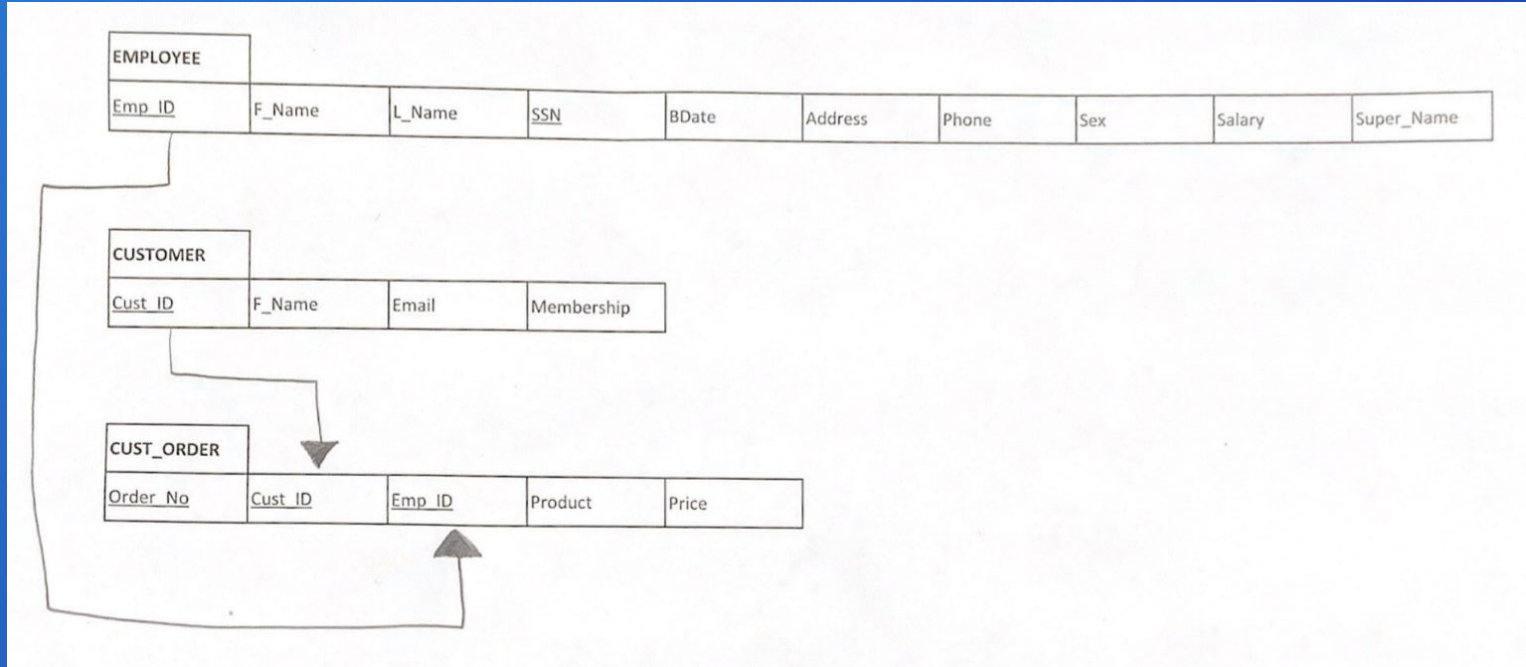 EMPLOYEE
Emp_ID F_Name L_Name SSN BDate Address Phone Sex Salary Super_Name
CUSTOMER
Cust_ID F_Name Email Membership
CUST_ORDER
Order_No Cust_ID Emp_ID Product Price